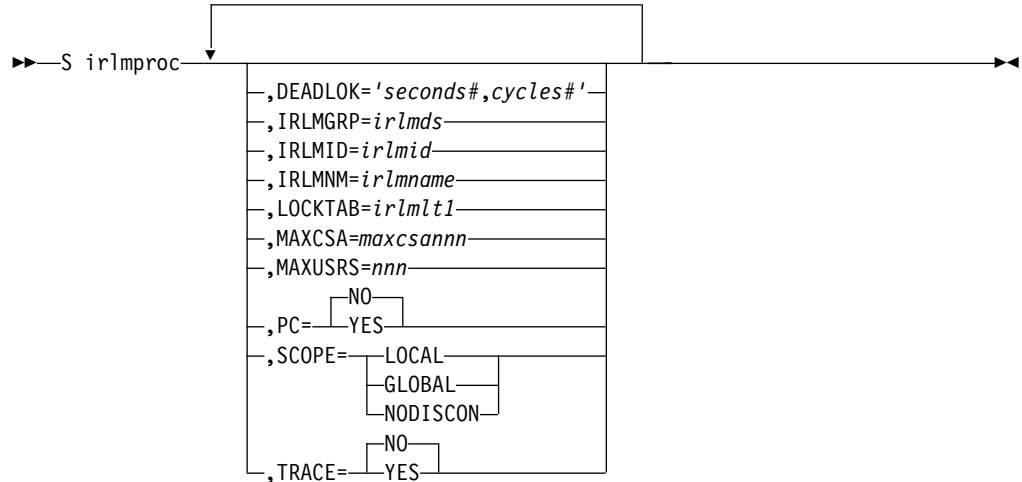 S irlmproc
,DEADLOK='seconds#,cycles#'
,IRLMGRP=irlmds
,IRLMID=irlmid
,IRLMNM=irlmname
,LOCKTAB=irlmlt1
,MAXCSA=maxcsannn
,MAXUSRS=nnn
NO
,PC= YES
,SCOPE= LOCAL
GLOBAL
NODISCON
NO
,TRACE= YES